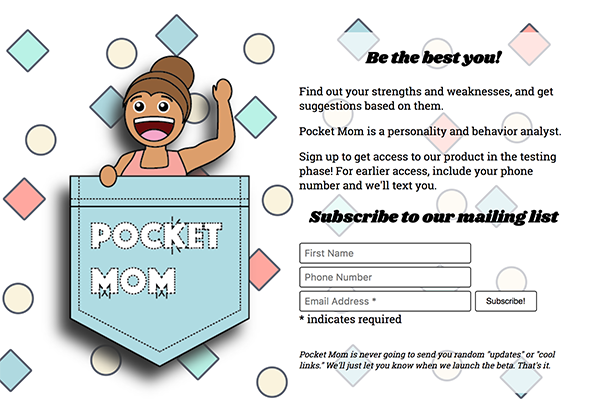 POCKET
MOM
Be the best you!
Find out your strengths and weaknesses, and get
suggestions based on them.
Pocket Mom is a personality and behavior analyst.
Sign up to get access to our product in the testing
phase! For earlier access, include your phone
number and we'll text you.
Subscribe to our mailing list
First Name
Phone Number
Email Address *
Subscribe!
* indicates required
Pocket Mom is never going to send you random "updates" or "cool
links." We'll just let you know when we launch the beta. That's it.